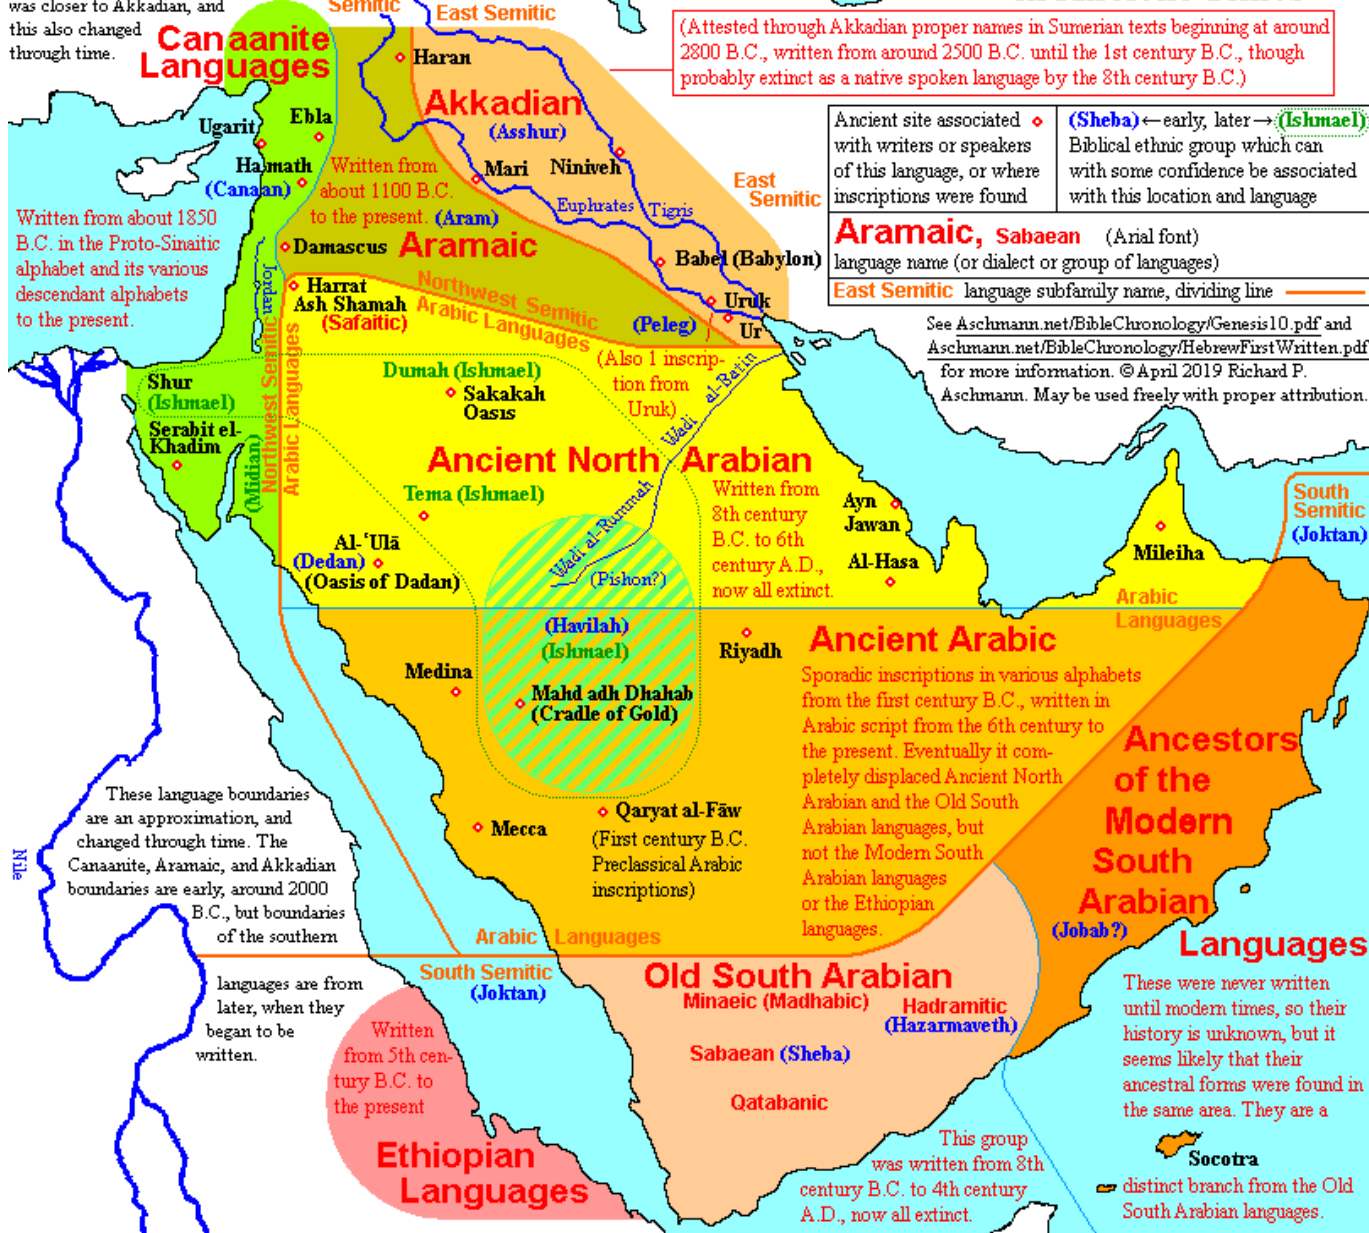 was closer to Akkadian, and
this also changed
through time.
Semitic
East Semitic
(Attested through Akkadian proper names in Sumerian texts beginning at around
2800 B.C., written from around 2500 B.C. until the 1st century B.C., though
probably extinct as a native spoken language by the 8th century B.C.)
Canaanite
Languages
Haran
Akkadian
(Asshur)
Ugarit
Ebla
Hamath
(Canaan)
Written from
about 1100 B.C.
to the present.
(Aram)
Aramaic
Mari
Niniveh
Euphrates
Tigris
East
Semitic
Ancient site associated
with writers or speakers
of this language, or where
inscriptions were found
(Sheba) ←early, later→ (Ishmael)
Biblical ethnic group which can
with some confidence be associated
with this location and language
Aramaic, Sabaean (Arial font)
language name (or dialect or group of languages)
East Semitic language subfamily name, dividing line
See Aschmann.net/BibleChronology/Genesis10.pdf and
Aschmann.net/BibleChronology/HebrewFirstWritten.pdf
for more information. © April 2019 Richard P.
Aschmann. May be used freely with proper attribution.
Written from about 1850
B.C. in the Proto-Sinaitic
alphabet and its various
descendant alphabets
to the present.
Damascus
Jordan
Harrat
Ash Shamah
(Safaitic)
Northwest Semitic
Arabic Languages
Babel (Babylon)
Uruk
(Peleg)
Ur
(Also 1 inscrip-
tion from
Uruk)
Wadi al-Batin
Northwest Semitic
Arabic Languages
Shur
(Ishmael)
Serabit el-
Khadim
(Midian)
Dumah (Ishmael)
Sakakah
Oasis
Ancient North Arabian
Tema (Ishmael)
Written from
8th century
B.C. to 6th
century A.D.,
now all extinct.
Wadi al-Rummah
(Pishon?)
Al-‘Ulā
(Dedan)
(Oasis of Dadan)
Ayn
Jawan
Al-Hasa
Mileiha
South
Semitic
(Joktan)
Arabic
Languages
(Havilah)
(Ishmael)
Medina
Mahd adh Dhahab
(Cradle of Gold)
Riyadh
Ancient Arabic
Sporadic inscriptions in various alphabets
from the first century B.C., written in
Arabic script from the 6th century to
the present. Eventually it com-
pletely displaced Ancient North
Arabian and the Old South
Arabian languages, but
not the Modern South
Arabian languages
or the Ethiopian
languages.
Ancestors
of the
Modern
South
Arabian
(Jobab?)
Languages
These were never written
until modern times, so their
history is unknown, but it
seems likely that their
ancestral forms were found in
the same area. They are a
Socotra
distinct branch from the Old
South Arabian languages.
Mecca
Qaryat al-Fāw
(First century B.C.
Preclassical Arabic
inscriptions)
These language boundaries
are an approximation, and
changed through time. The
Canaanite, Aramaic, and Akkadian
boundaries are early, around 2000
B.C., but boundaries
of the southern
languages are from
later, when they
began to be
written.
Nile
Arabic Languages
South Semitic
(Joktan)
Old South Arabian
Minaeic (Madhabic)
Hadramitic
(Hazarmaveth)
Sabaean (Sheba)
Qatabanic
Written
from 5th cen-
tury B.C. to
the present
Ethiopian
Languages
This group
was written from 8th
century B.C. to 4th century
A.D., now all extinct.